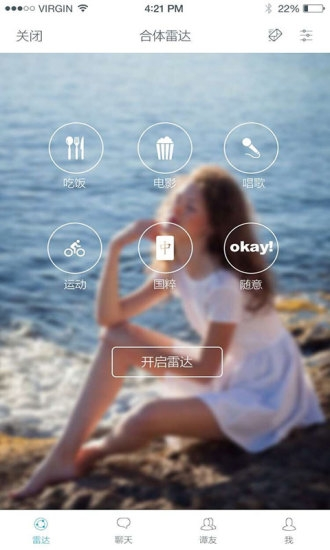 VIRGIN 4:21 PM 22%
关闭 合体雷达
吃饭 电影 唱歌
中
okay!
运动 国粹 随意
开启雷达
雷达 聊天 谭友 我